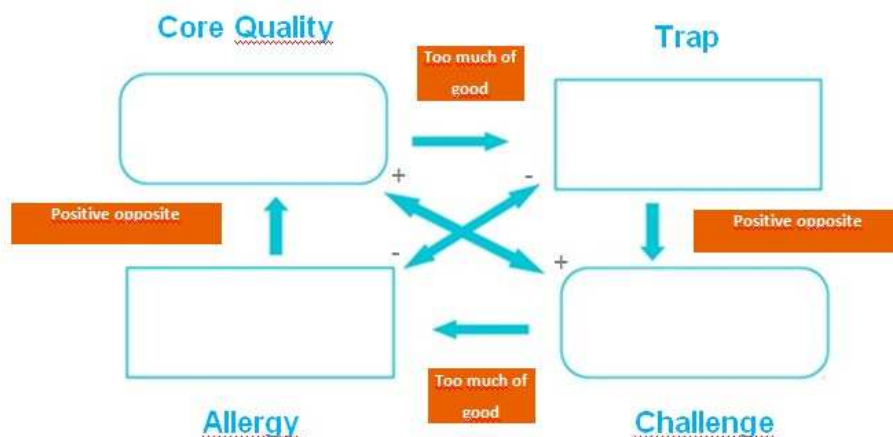 Core Quality
Trap
Too much of
good
+
-
Positive opposite
Positive opposite
-
+
Too much of
good
Allergy
Challenge